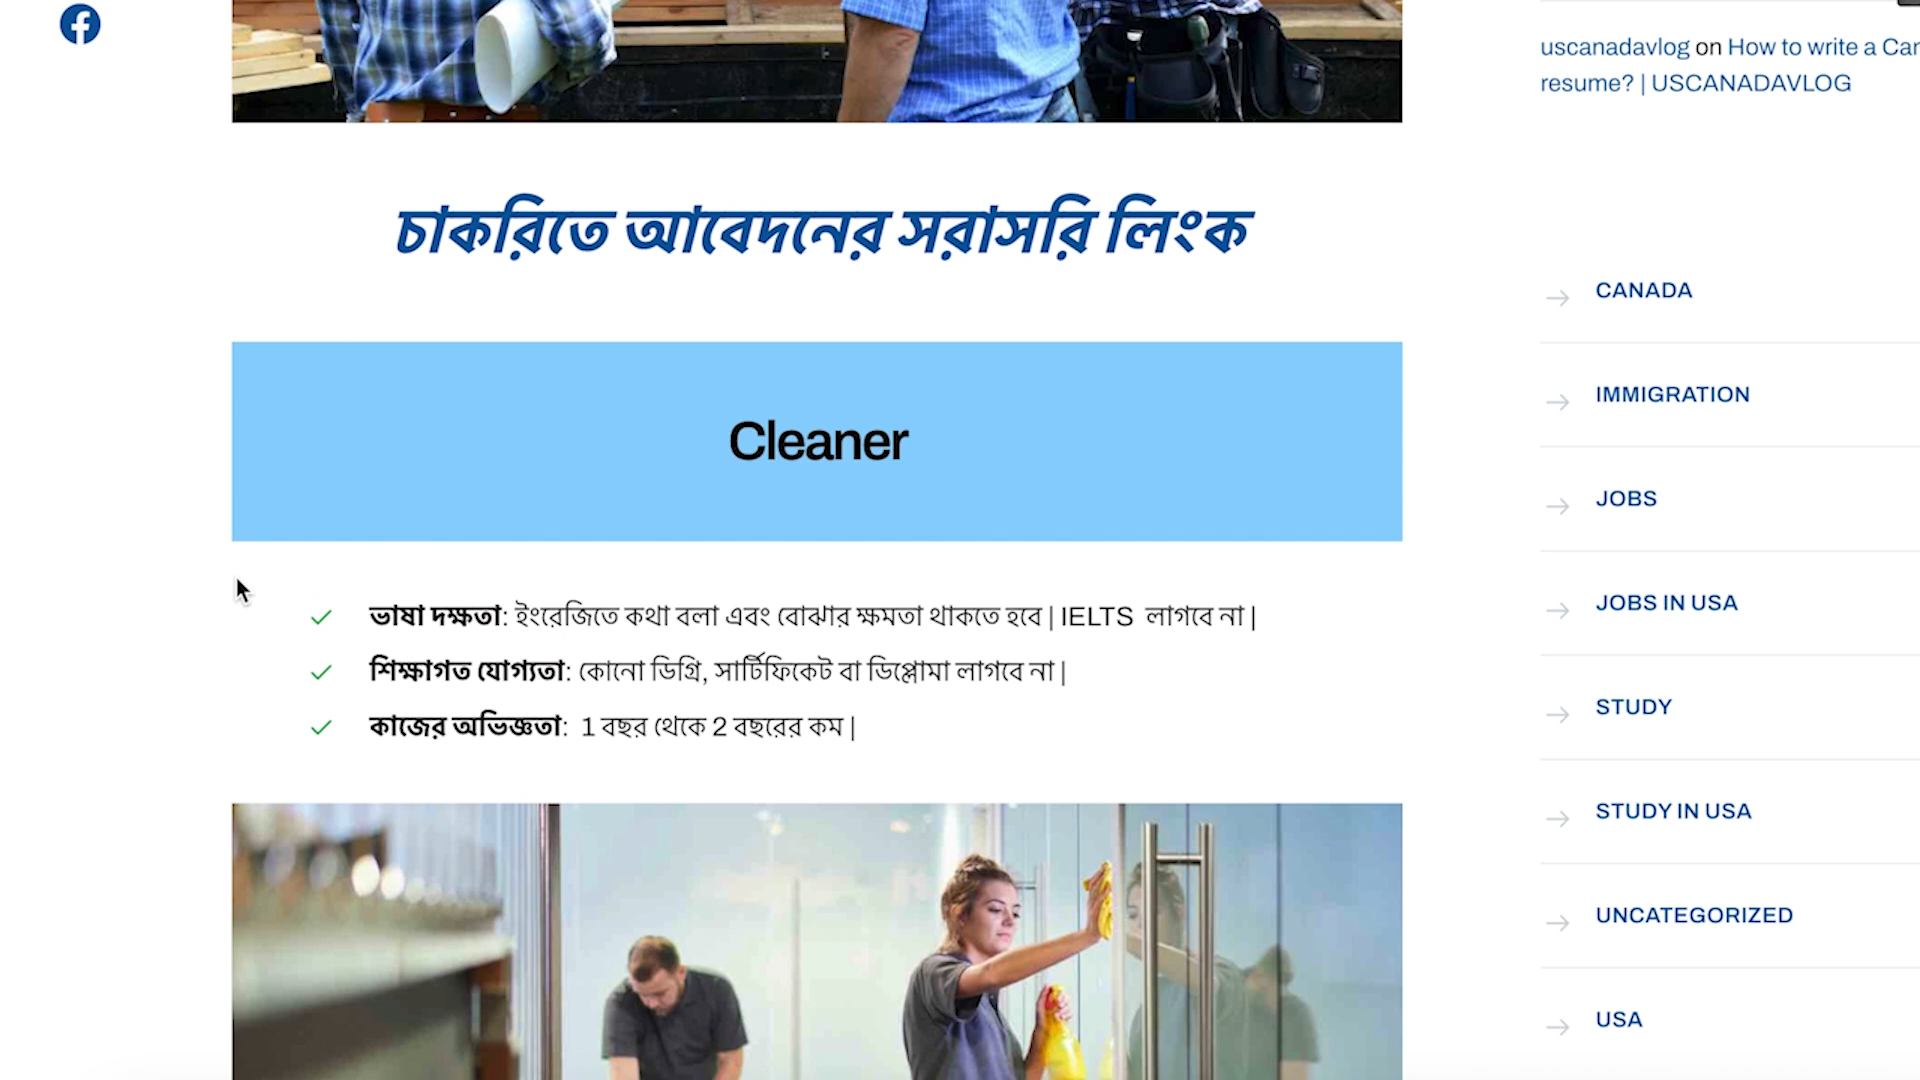 uscanadavlog on How to write a Can
resume? | USCANADAVLOG
চাকরিতে আবেদনের সরাসরি লিংক
Cleaner
ভাষা দক্ষতা: ইংরেজিতে কথা বলা এবং বোঝার ক্ষমতা থাকতে হবে | IELTS লাগবে না |
শিক্ষাগত যোগ্যতা: কোনো ডিগ্রি, সার্টিফিকেট বা ডিপ্লোমা লাগবে না |
কাজের অভিজ্ঞতা: 1 বছর থেকে 2 বছরের কম |
CANADA
IMMIGRATION
JOBS
JOBS IN USA
STUDY
STUDY IN USA
UNCATEGORIZED
USA